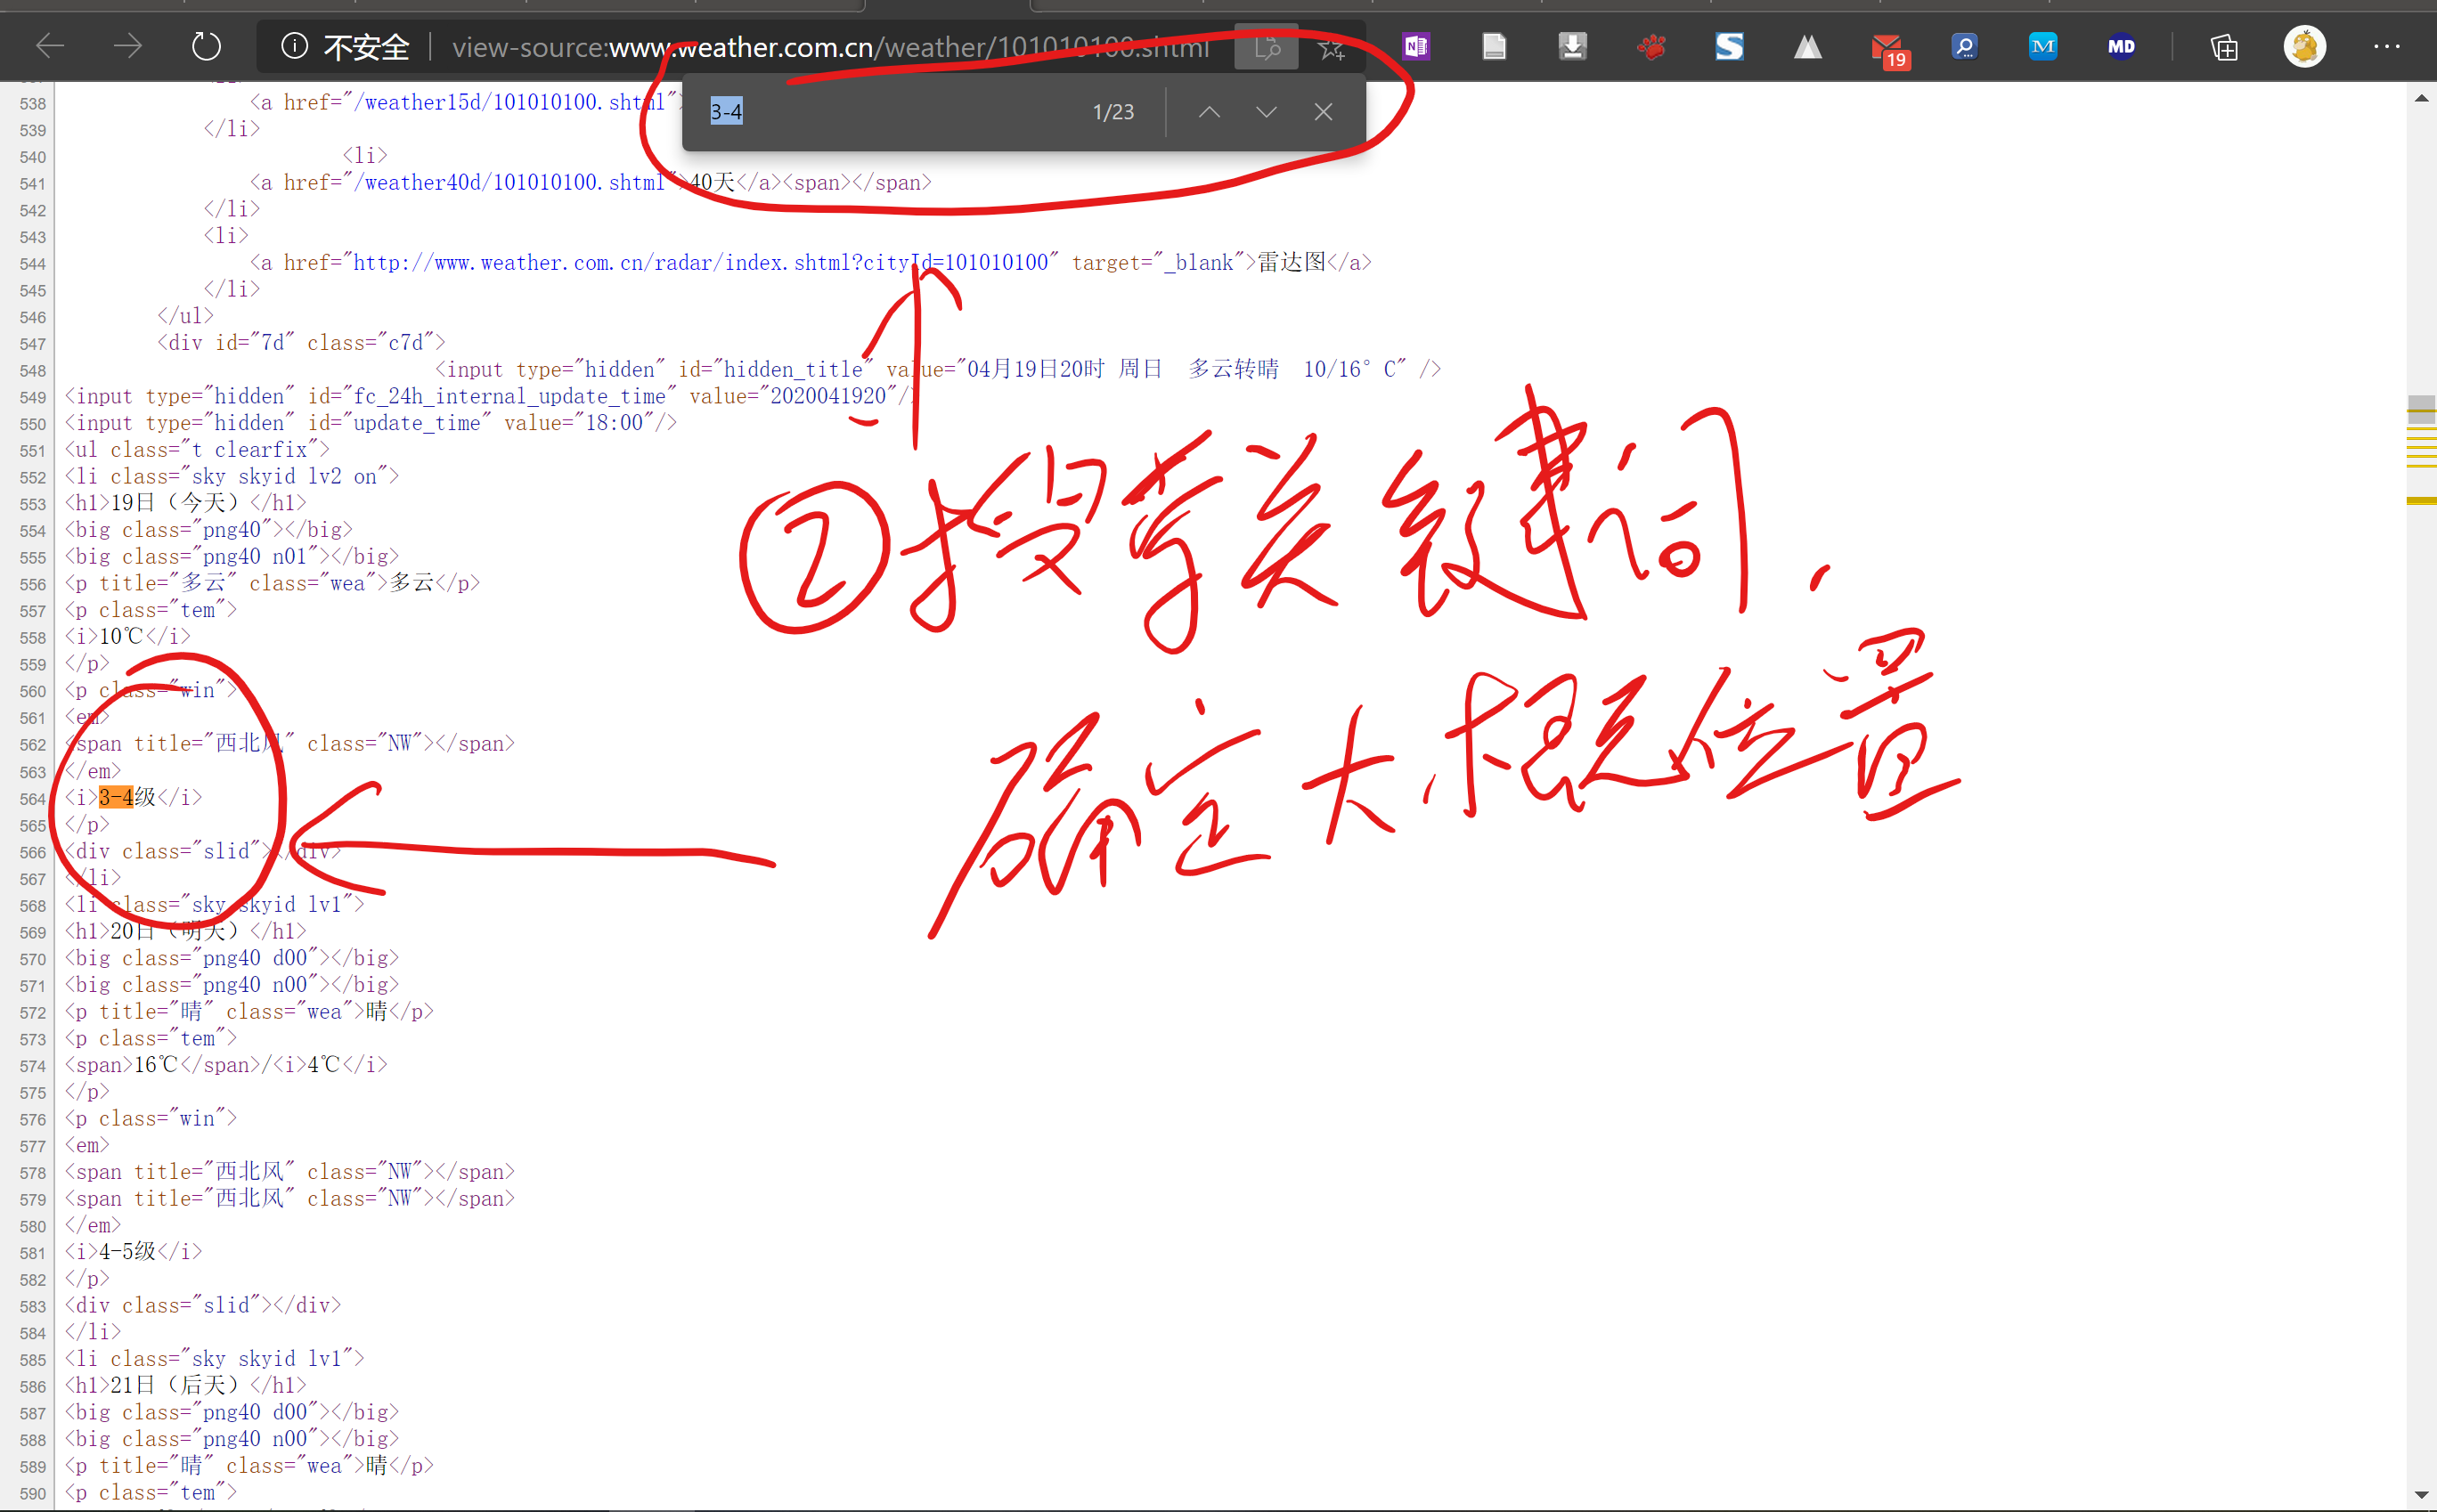 不安全 view-source:www.weather.com.cn/weather/101010100.shtml
19
MD
3-4 1/23
538 <a href="/weather15d/101010100.shtml">
539 </li>
540 <li>
541 <a href="/weather40d/101010100.shtml">40天</a><span></span>
542 </li>
543 <li>
544 <a href="http://www.weather.com.cn/radar/index.shtml?cityId=101010100" target="_blank">雷达图</a>
545 </li>
546 </ul>
547 <div id="7d" class="c7d">
548 <input type="hidden" id="hidden_title" value="04月19日20时 周日  多云转晴  10/16°C" />
549 <input type="hidden" id="fc_24h_internal_update_time" value="2020041920"/>
550 <input type="hidden" id="update_time" value="18:00"/>
551 <ul class="t clearfix">
552 <li class="sky skyid lv2 on">
553 <h1>19日（今天）</h1>
554 <big class="png40"></big>
555 <big class="png40 n01"></big>
556 <p title="多云" class="wea">多云</p>
557 <p class="tem">
558 <i>10℃</i>
559 </p>
560 <p class="win">
561 <em>
562 <span title="西北风" class="NW"></span>
563 </em>
564 <i>3-4级</i>
565 </p>
566 <div class="slid"></div>
567 </li>
568 <li class="sky skyid lv1">
569 <h1>20日（明天）</h1>
570 <big class="png40 d00"></big>
571 <big class="png40 n00"></big>
572 <p title="晴" class="wea">晴</p>
573 <p class="tem">
574 <span>16℃</span>/<i>4℃</i>
575 </p>
576 <p class="win">
577 <em>
578 <span title="西北风" class="NW"></span>
579 <span title="西北风" class="NW"></span>
580 </em>
581 <i>4-5级</i>
582 </p>
583 <div class="slid"></div>
584 </li>
585 <li class="sky skyid lv1">
586 <h1>21日（后天）</h1>
587 <big class="png40 d00"></big>
588 <big class="png40 n00"></big>
589 <p title="晴" class="wea">晴</p>
590 <p class="tem">
②搜索关键词，
确定大概位置